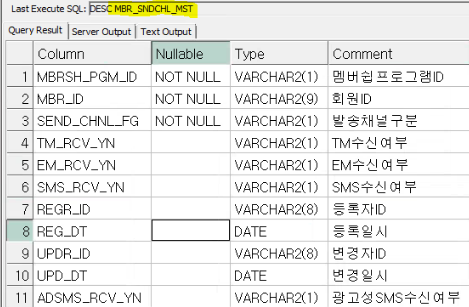 Last Execute SQL: DESC MBR_SNDCHL_MST
Query Result Server Output Text Output
Column Nullable Type Comment
1 MBRSH_PGM_ID NOT NULL VARCHAR2(1) 멤버쉽프로그램ID
2 MBR_ID NOT NULL VARCHAR2(9) 회원ID
3 SEND_CHNL_FG NOT NULL VARCHAR2(1) 발송채널구분
4 TM_RCV_YN VARCHAR2(1) TM수신여부
5 EM_RCV_YN VARCHAR2(1) EM수신여부
6 SMS_RCV_YN VARCHAR2(1) SMS수신여부
7 REGR_ID VARCHAR2(8) 등록자ID
8 REG_DT DATE 등록일시
9 UPDR_ID VARCHAR2(8) 변경자ID
10 UPD_DT DATE 변경일시
11 ADSMS_RCV_YN VARCHAR2(1) 광고성SMS수신여